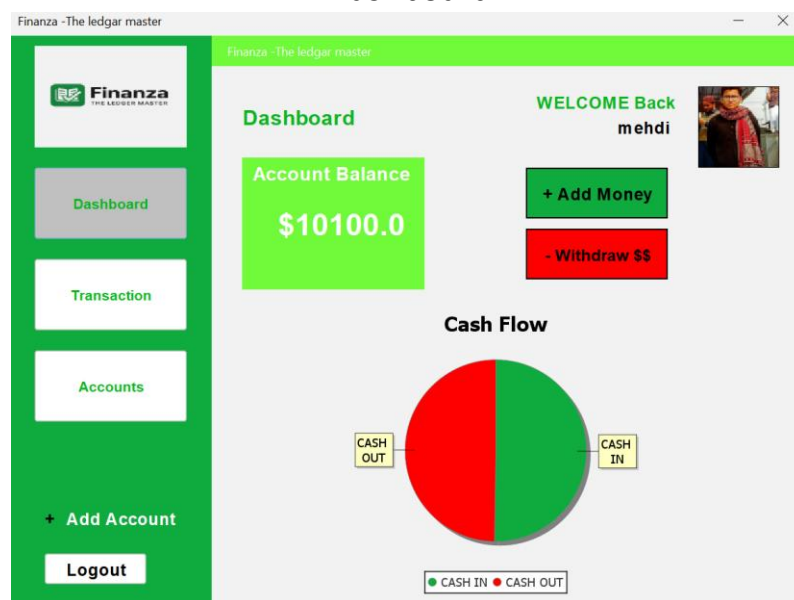 Finanza -The ledgar master
Finanza -The ledgar master
Finanza
THE LEDGER MASTER
Dashboard
WELCOME Back
mehdi
Account Balance
$10100.0
+ Add Money
- Withdraw $$
Dashboard
Transaction
Accounts
Cash Flow
CASH
OUT
CASH
IN
+ Add Account
Logout
CASH IN CASH OUT